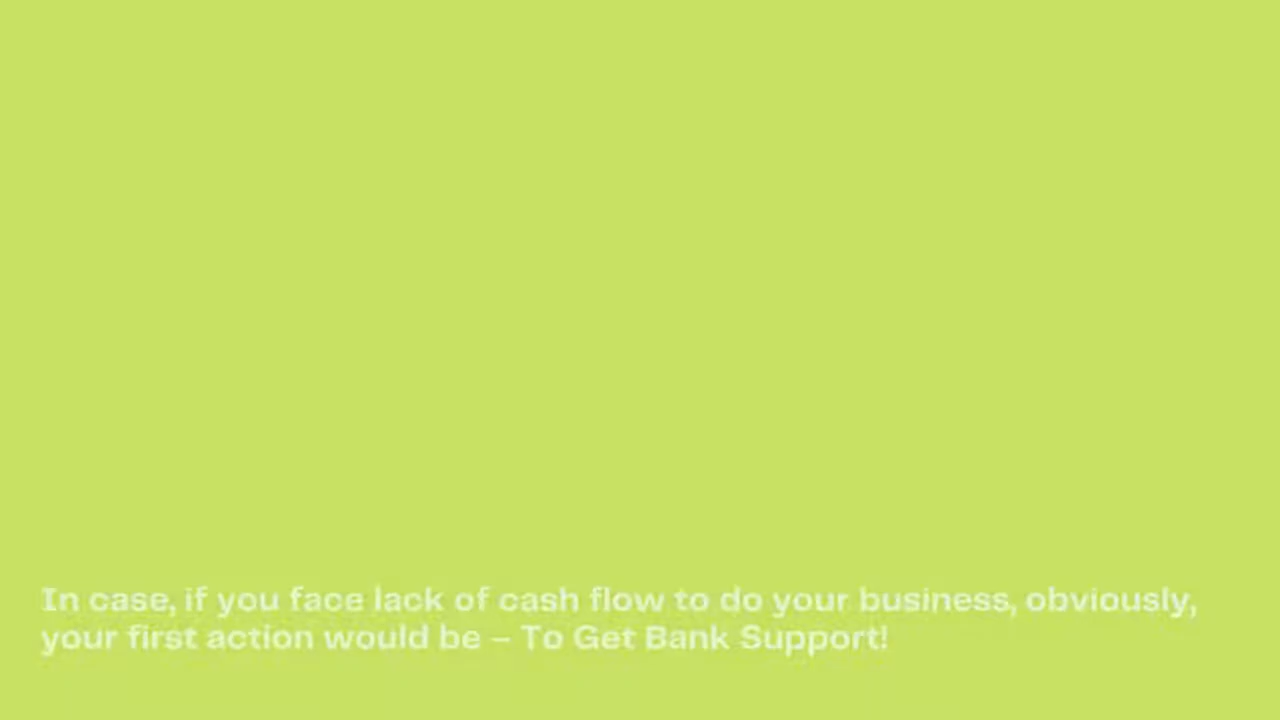 In case, if you face lack of cash flow to do your business, obviously,
your first action would be – To Get Bank Support!